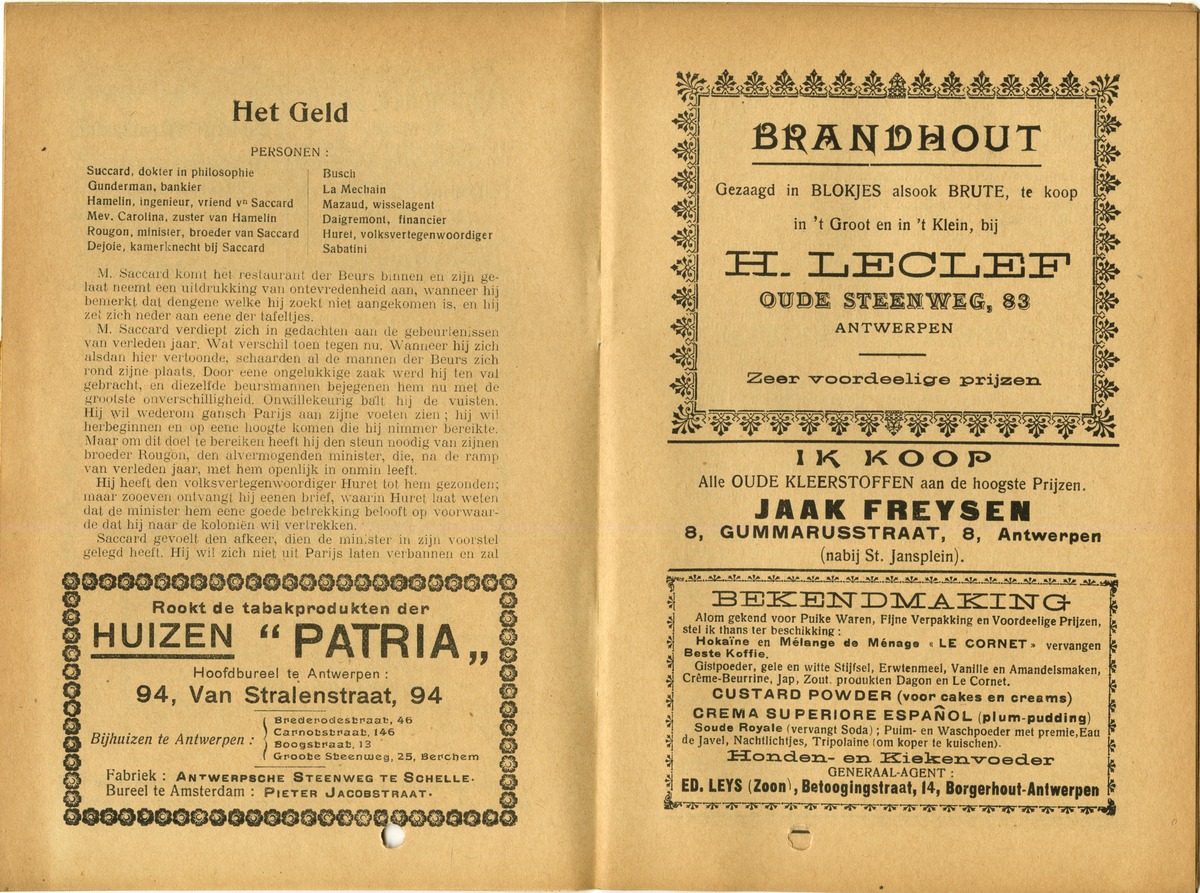 Het Geld
PERSONEN :
Succard, dokter in philosophie
Gunderman, bankier
Hamelin, ingenieur, vriend vn Saccard
Mev. Carolina, zuster van Hamelin
Rougon, minister, broeder van Saccard
Dejoie, kamerknecht bij Saccard
Busch
La Mechain
Mazaud, wisselagent
Daigremont, financier
Huret, volksvertegenwoordiger
Sabatini
M. Saccard komt het restaurant der Beurs binnen en zijn ge-
laat neemt een uitdrukking van ontevredenheid aan, wanneer hij
bemerkt dat dengene welke hij zoekt niet aangekomen is, en hij
zet zich neder aan eene der tafeltjes.
M. Saccard verdiept zich in gedachten aan de gebeurtenissen
van verleden jaar. Wat verschil toen tegen nu. Wanneer hij zich
alsdan hier vertoonde, schaarden al de mannen der Beurs zich
rond zijne plaats. Door eene ongelukkige zaak werd hij ten val
gebracht, en diezelfde beursmannen bejegenen hem nu met de
grootste onverschilligheid. Onwillekeurig balt hij de vuisten.
Hij wil wederom gansch Parijs aan zijne voeten zien ; hij wil
herbeginnen en op eene hoogte komen die hij nimmer bereikte.
Maar om dit doel te bereiken heeft hij den steun noodig van zijnen
broeder Rougon, den alvermogenden minister, die, na de ramp
van verleden jaar, met hem openlijk in onmin leeft.
Hij heeft den volksvertegenwoordiger Huret tot hem gezonden;
maar zooeven ontvangt hij eenen brief, waarin Huret laat weten
dat de minister hem eene goede betrekking belooft op voorwaar-
de dat hij naar de koloniën wil vertrekken.
Saccard gevoelt den afkeer, dien de minister in zijn voorstel
gelegd heeft. Hij wil zich niet uit Parijs laten verbannen en zal
Rookt de tabakprodukten der
HUIZEN “ PATRIA „
Hoofdbureel te Antwerpen :
94, Van Stralenstraat, 94
Bijhuizen te Antwerpen :
Brederodestraat, 46
Carnotstraat, 146
Boogstraat, 13
Groote Steenweg, 25, Berchem
Fabriek : ANTWERPSCHE STEENWEG TE SCHELLE.
Bureel te Amsterdam : PIETER JACOBSTRAAT.
BRANDHOUT
Gezaagd in BLOKJES alsook BRUTE, te koop
in 't Groot en in 't Klein, bij
H. LECLEF
OUDE STEENWEG, 83
ANTWERPEN
Zeer voordeelige prijzen
IK KOOP
Alle OUDE KLEERSTOFFEN aan de hoogste Prijzen.
JAAK FREYSEN
8, GUMMARUSSTRAAT, 8, Antwerpen
(nabij St. Jansplein).
BEKENDMAKING
Alom gekend voor Puike Waren, Fijne Verpakking en Voordeelige Prijzen,
stel ik thans ter beschikking :
Hokaïne en Mélange de Ménage « LE CORNET » vervangen
Beste Koffie.
Gistpoeder, gele en witte Stijfsel, Erwtenmeel, Vanille en Amandelsmaken,
Crême-Beurrine, Jap, Zout, produkten Dagon en Le Cornet.
CUSTARD POWDER (voor cakes en creams)
CREMA SUPERIORE ESPAÑOL (plum-pudding)
Soude Royale (vervangt Soda) ; Puim- en Waschpoeder met premie, Eau
de Javel, Nachtlichtjes, Tripolaine (om koper te kuischen).
Honden- en Kiekenvoeder
GENERAAL-AGENT :
ED. LEYS (Zoon), Betoogingstraat, 14, Borgerhout-Antwerpen